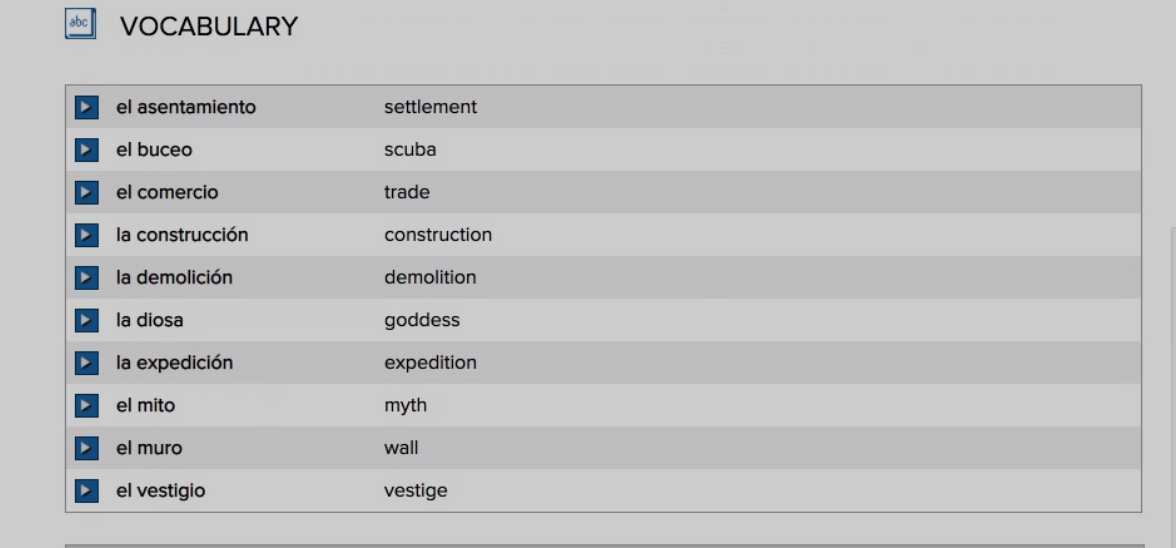 abc VOCABULARY
el asentamiento settlement
el buceo scuba
el comercio trade
la construcción construction
la demolición demolition
la diosa goddess
la expedición expedition
el mito myth
el muro wall
el vestigio vestige